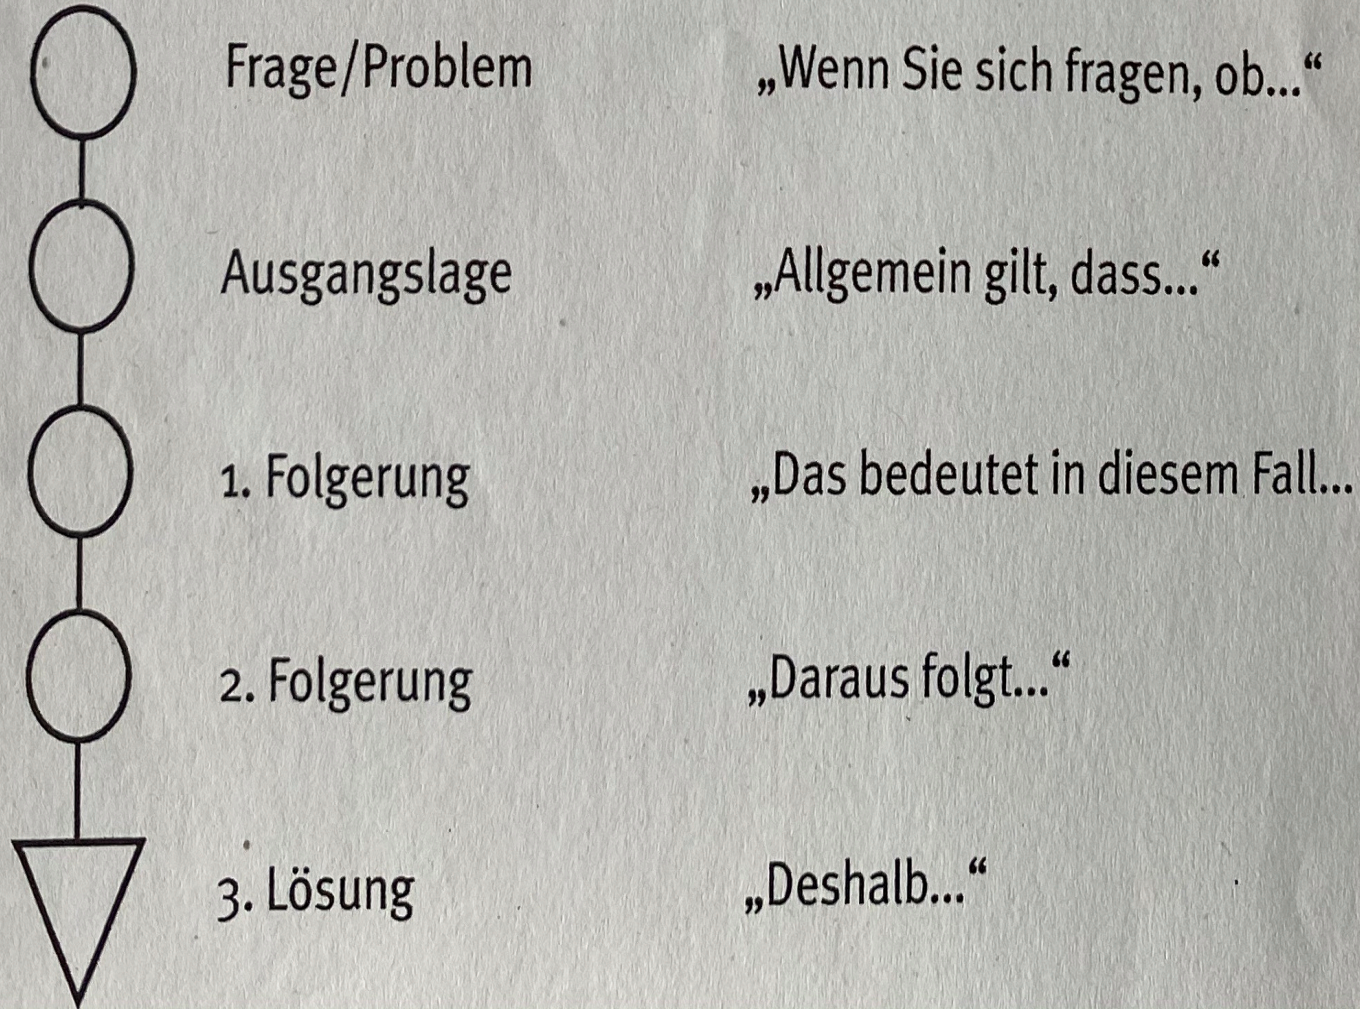 Frage/Problem „Wenn Sie sich fragen, ob...“
Ausgangslage „Allgemein gilt, dass...“
1. Folgerung „Das bedeutet in diesem Fall...
2. Folgerung „Daraus folgt...“
3. Lösung „Deshalb...“